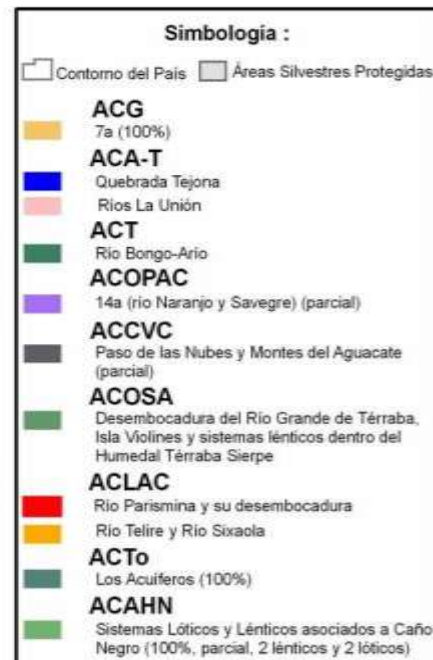 Simbología :
Contorno del País Áreas Silvestres Protegidas
ACG
7a (100%)
ACA-T
Quebrada Tejona
Ríos La Unión
ACT
Río Bongo-Ario
ACOPAC
14a (río Naranjo y Savegre) (parcial)
ACCVC
Paso de las Nubes y Montes del Aguacate
(parcial)
ACOSA
Desembocadura del Río Grande de Térraba,
Isla Violines y sistemas lénticos dentro del
Humedal Térraba Sierpe
ACLAC
Río Parismina y su desembocadura
Río Telire y Río Sixaola
ACTo
Los Acuíferos (100%)
ACAHN
Sistemas Lóticos y Lénticos asociados a Caño
Negro (100%, parcial, 2 lénticos y 2 lóticos)